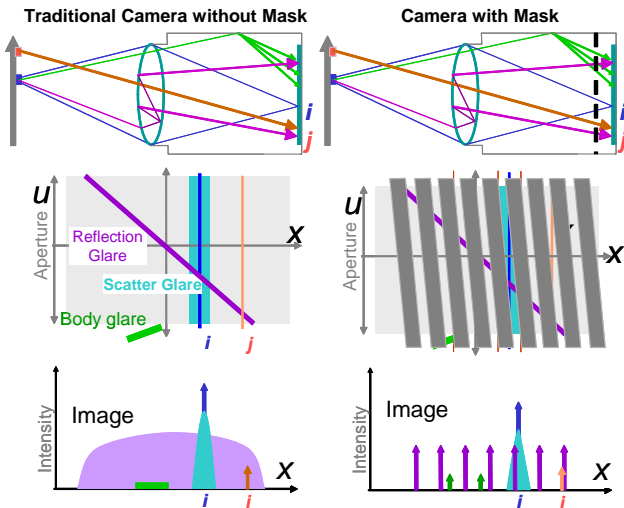 Traditional Camera without Mask
Camera with Mask
i
j
i
j
u
x
Aperture
Reflection
Glare
Scatter Glare
Body glare
i
j
u
x
Aperture
Intensity
Image
x
i
j
Intensity
Image
x
i
j